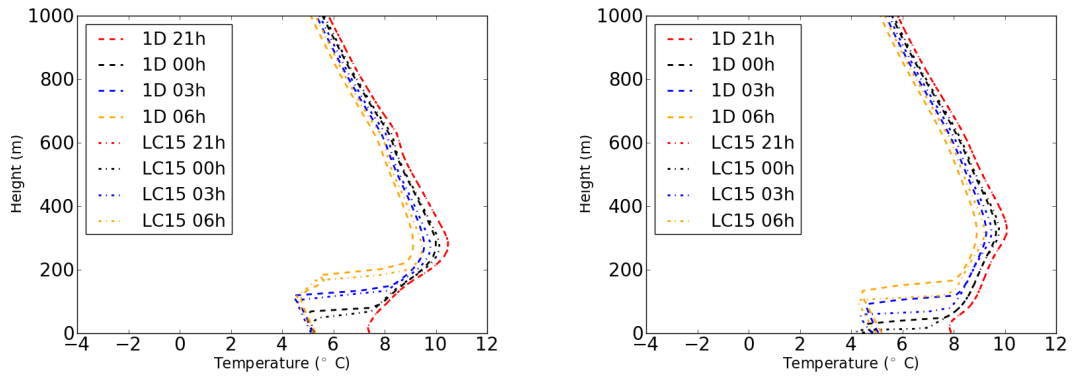 1000
800
600
400
200
0
Height (m)
1D 21h
1D 00h
1D 03h
1D 06h
LC15 21h
LC15 00h
LC15 03h
LC15 06h
−4 −2 0 2 4 6 8 10 12
Temperature (° C)
1000
800
600
400
200
0
Height (m)
1D 21h
1D 00h
1D 03h
1D 06h
LC15 21h
LC15 00h
LC15 03h
LC15 06h
−4 −2 0 2 4 6 8 10 12
Temperature (° C)